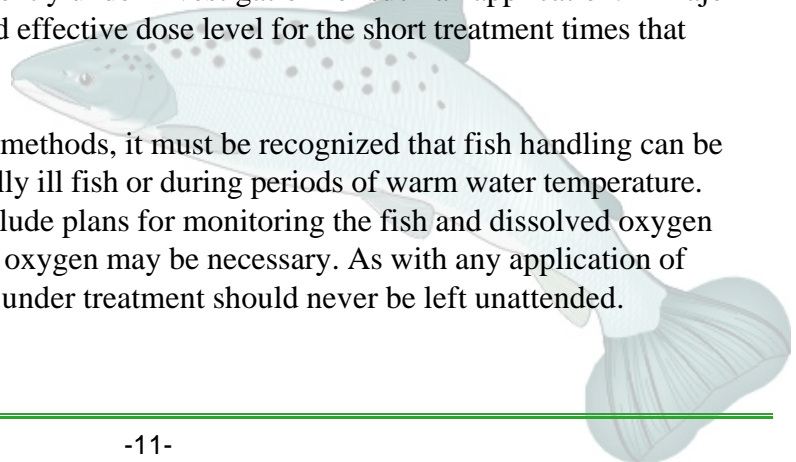 d effective dose level for the short treatment times that
methods, it must be recognized that fish handling can be
lly ill fish or during periods of warm water temperature.
lude plans for monitoring the fish and dissolved oxygen
oxygen may be necessary. As with any application of
under treatment should never be left unattended.
-11-